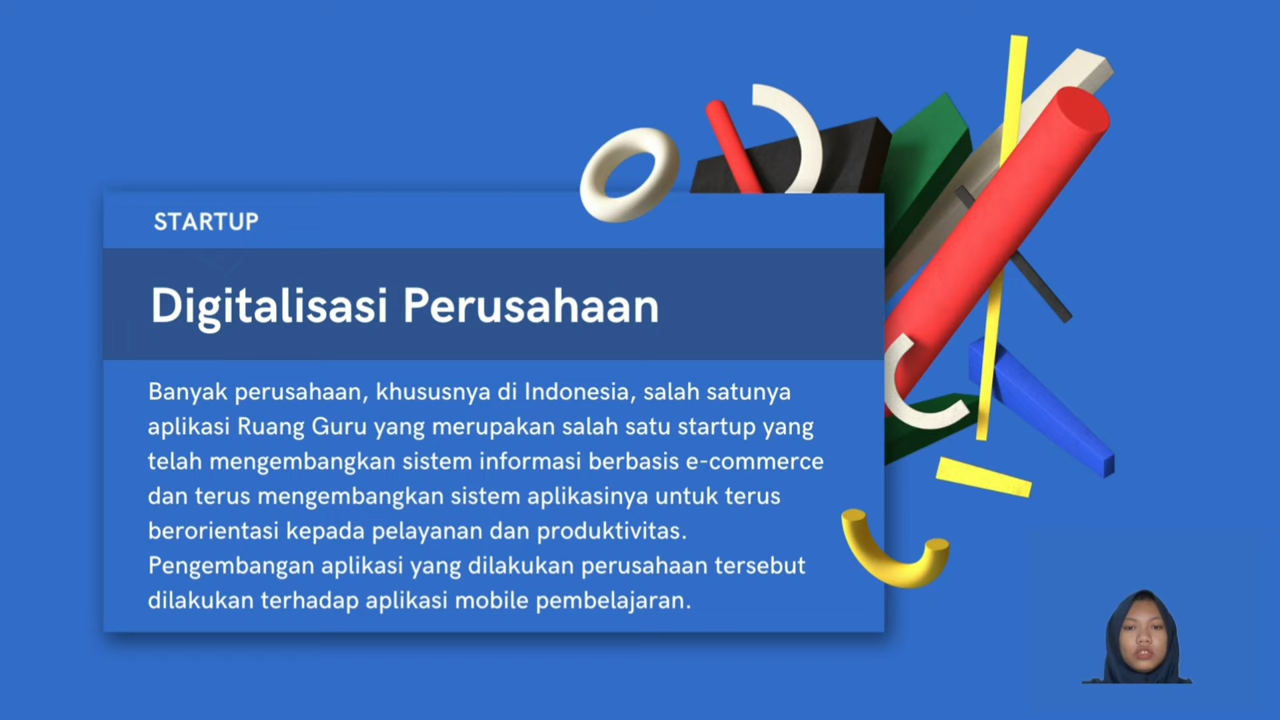 STARTUP
Digitalisasi Perusahaan
Banyak perusahaan, khususnya di Indonesia, salah satunya
aplikasi Ruang Guru yang merupakan salah satu startup yang
telah mengembangkan sistem informasi berbasis e-commerce
dan terus mengembangkan sistem aplikasinya untuk terus
berorientasi kepada pelayanan dan produktivitas.
Pengembangan aplikasi yang dilakukan perusahaan tersebut
dilakukan terhadap aplikasi mobile pembelajaran.